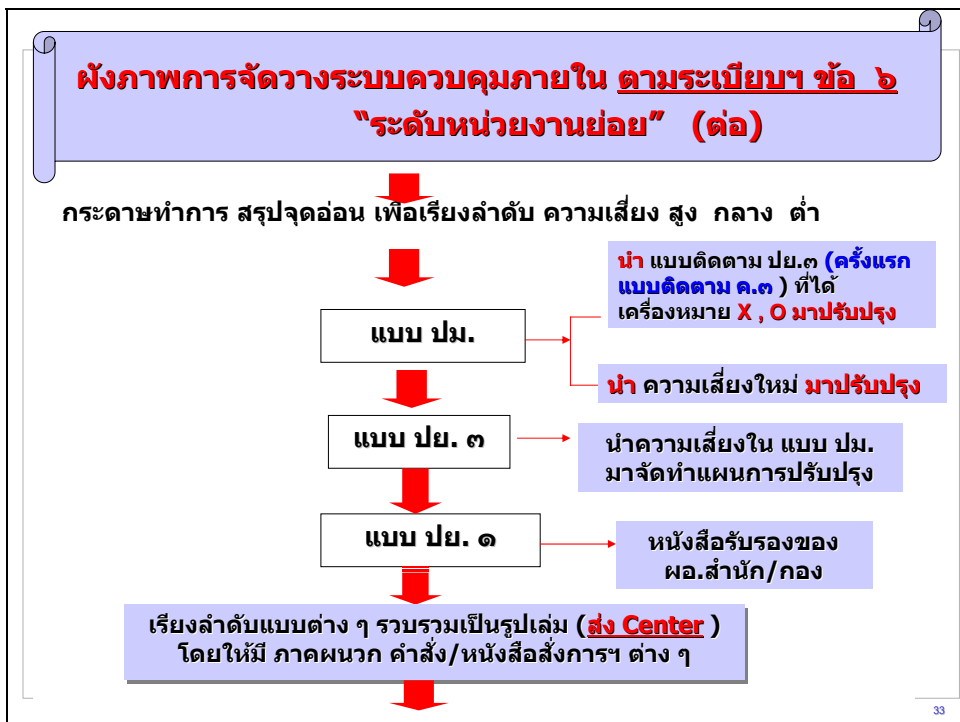 ผังภาพการจัดวางระบบควบคุมภายใน ตามระเบียบฯ ข้อ ๖
“ระดับหน่วยงานย่อย” (ต่อ)
กระดาษทำการ สรุปจุดอ่อน เพื่อเรียงลำดับ ความเสี่ยง สูง กลาง ต่ำ
นำ แบบติดตาม ปย.๓ (ครั้งแรก
แบบติดตาม ค.๓ ) ที่ได้
เครื่องหมาย X , O มาปรับปรุง
แบบ ปม.
นำ ความเสี่ยงใหม่ มาปรับปรุง
แบบ ปย. ๓
นำความเสี่ยงใน แบบ ปม.
มาจัดทำแผนการปรับปรุง
แบบ ปย. ๑
หนังสือรับรองของ
ผอ.สำนัก/กอง
เรียงลำดับแบบต่าง ๆ รวบรวมเป็นรูปเล่ม (ส่ง Center )
โดยให้มี ภาคผนวก คำสั่ง/หนังสือสั่งการฯ ต่าง ๆ
33